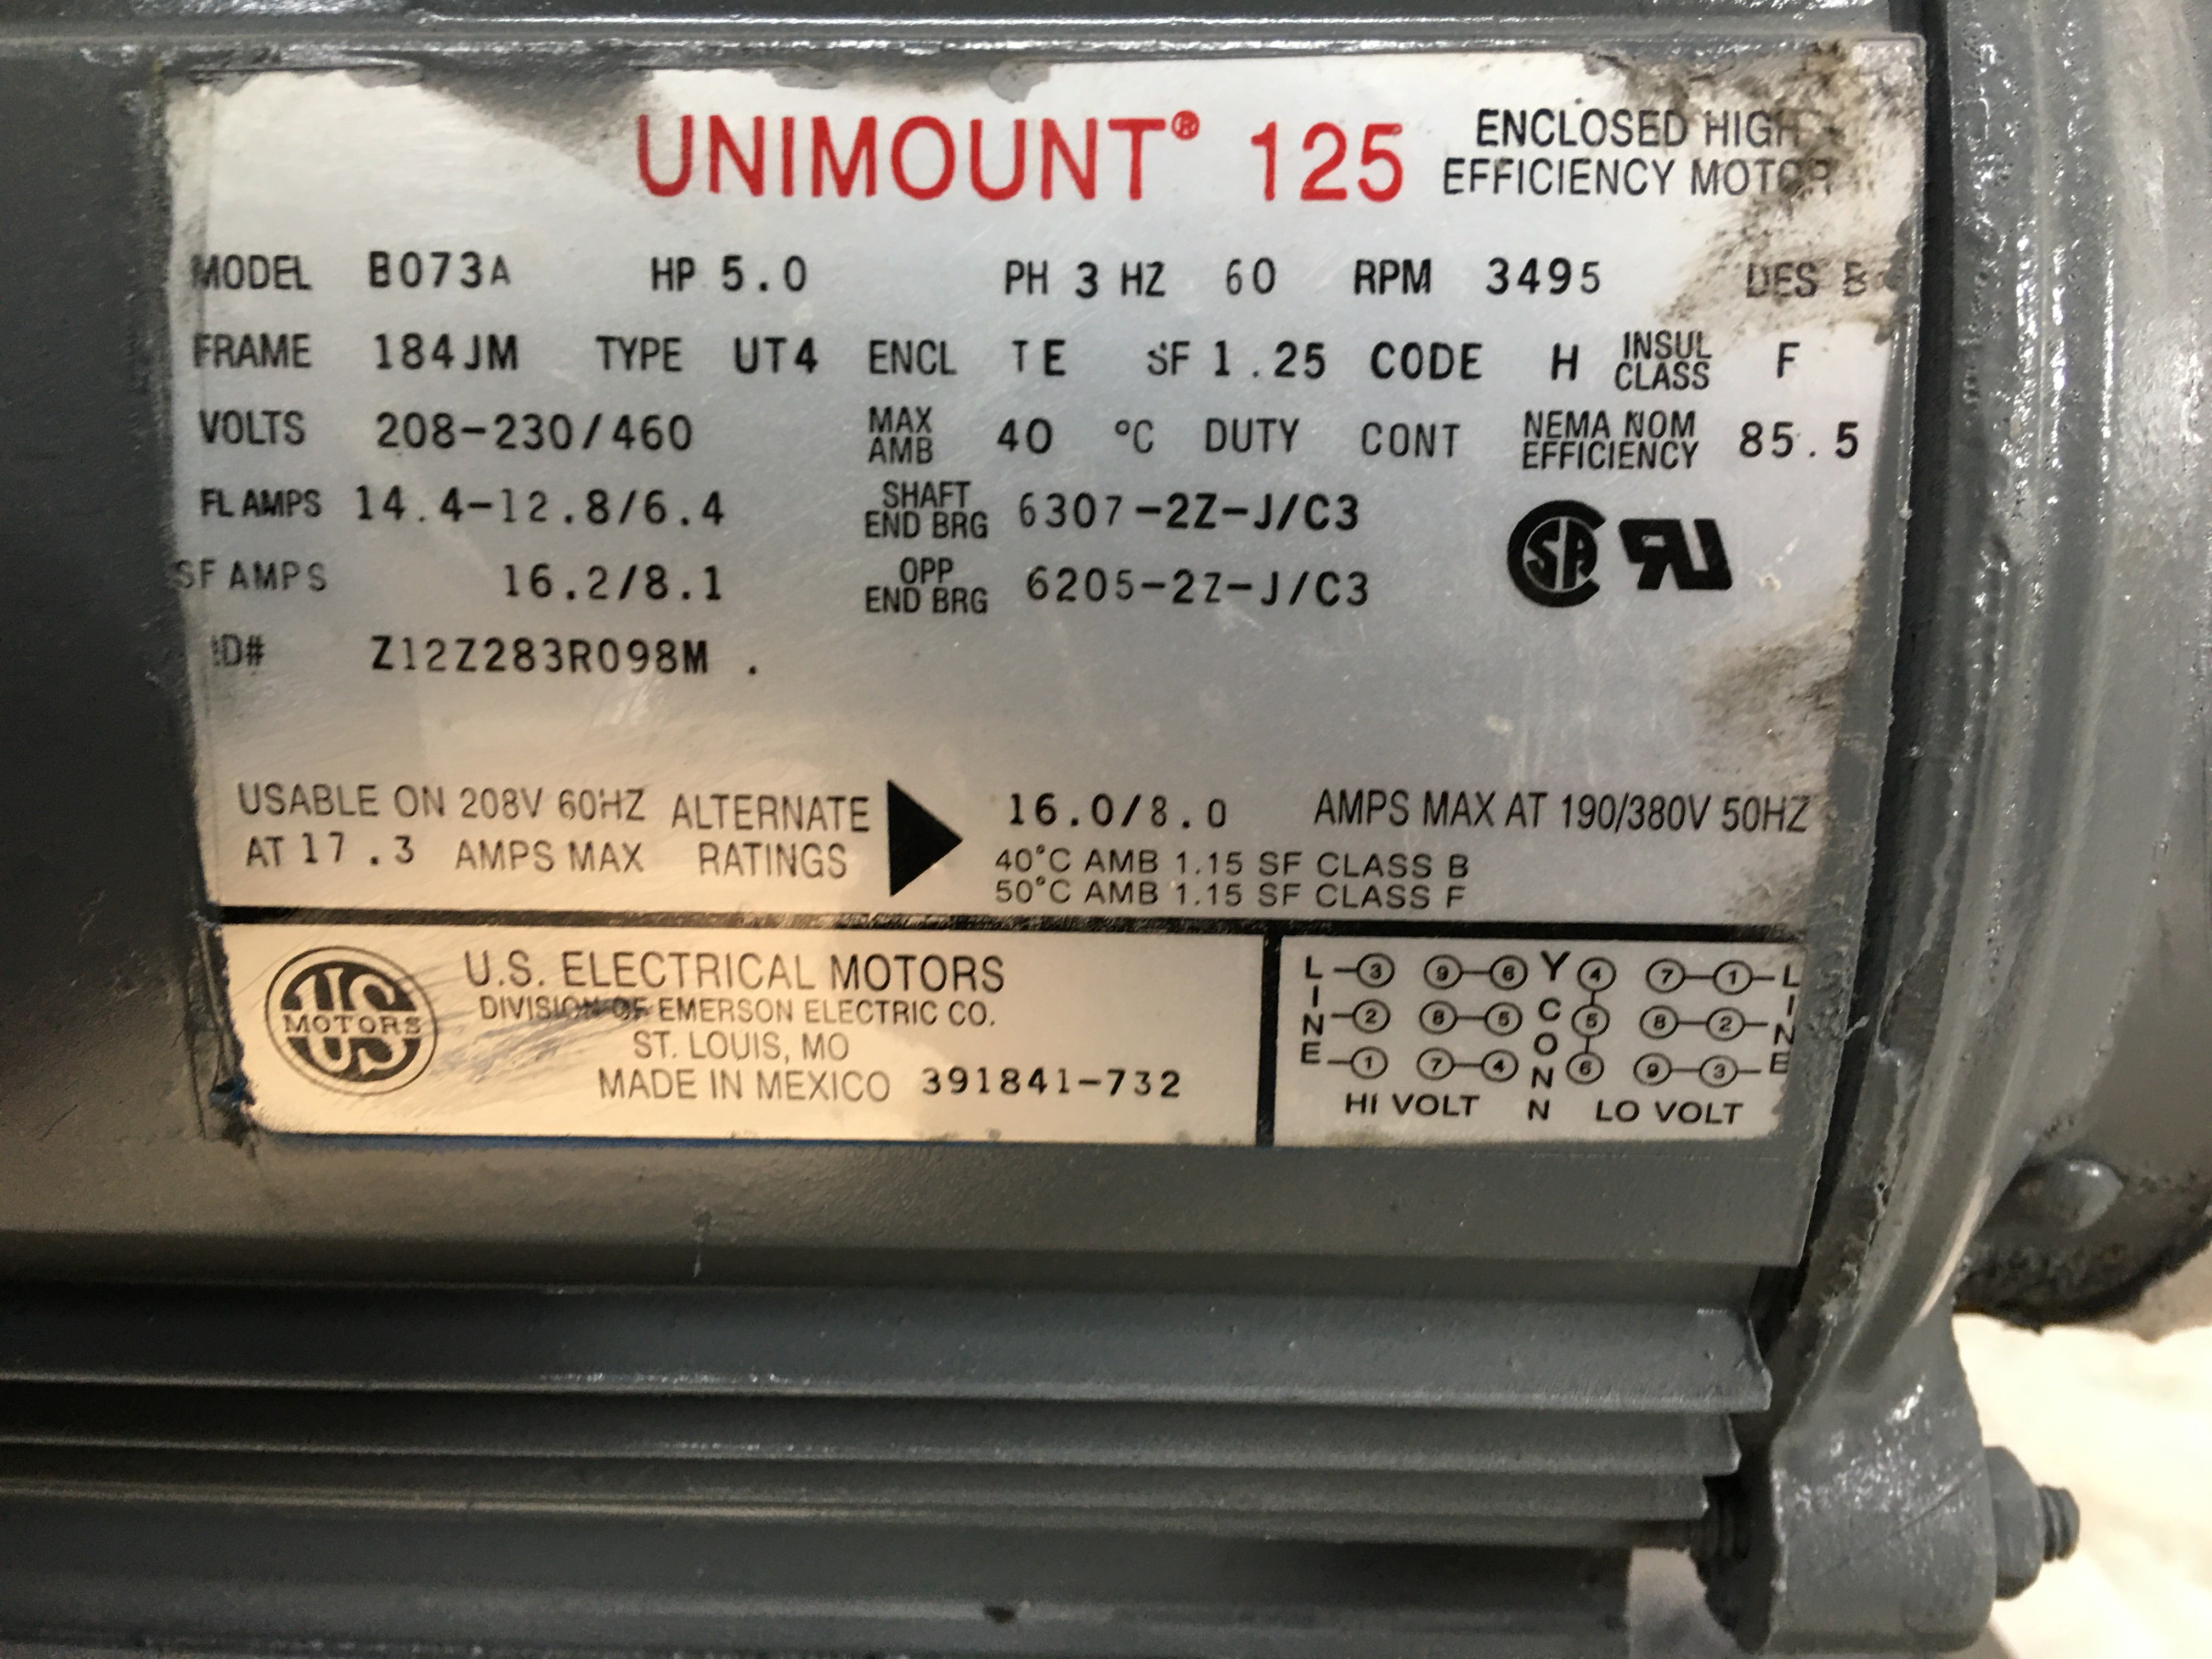 UNIMOUNT® 125 ENCLOSED HIGH EFFICIENCY MOTOR
MODEL B073A HP 5.0 PH 3 HZ 60 RPM 3495 DES B
FRAME 184JM TYPE UT4 ENCL TE SF 1.25 CODE H INSUL CLASS F
VOLTS 208-230/460 MAX AMB 40 °C DUTY CONT NEMA NOM EFFICIENCY 85.5
FL AMPS 14.4-12.8/6.4 SHAFT END BRG 6307-2Z-J/C3
SF AMPS 16.2/8.1 OPP END BRG 6205-2Z-J/C3
SA
RU
ID# Z12Z283R098M .
USABLE ON 208V 60HZ ALTERNATE 16.0/8.0 AMPS MAX AT 190/380V 50HZ
AT 17.3 AMPS MAX RATINGS 40°C AMB 1.15 SF CLASS B
50°C AMB 1.15 SF CLASS F
US MOTORS
U.S. ELECTRICAL MOTORS
DIVISION OF EMERSON ELECTRIC CO.
ST. LOUIS, MO
MADE IN MEXICO 391841-732
LINE 3 9 6 Y CONN 4 7 1 LINE
2 8 5 5 8 2
1 7 4 6 9 3
HI VOLT LO VOLT